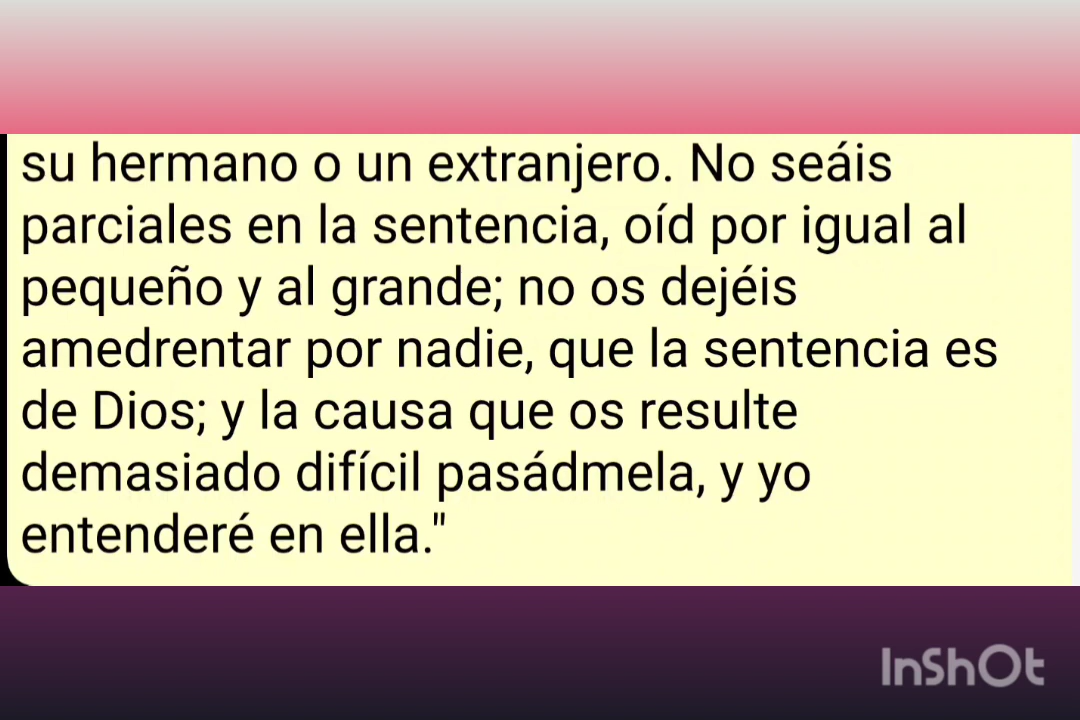 su hermano o un extranjero. No seáis
parciales en la sentencia, oíd por igual al
pequeño y al grande; no os dejéis
amedrentar por nadie, que la sentencia es
de Dios; y la causa que os resulte
demasiado difícil pasádmela, y yo
entenderé en ella."
InShOt